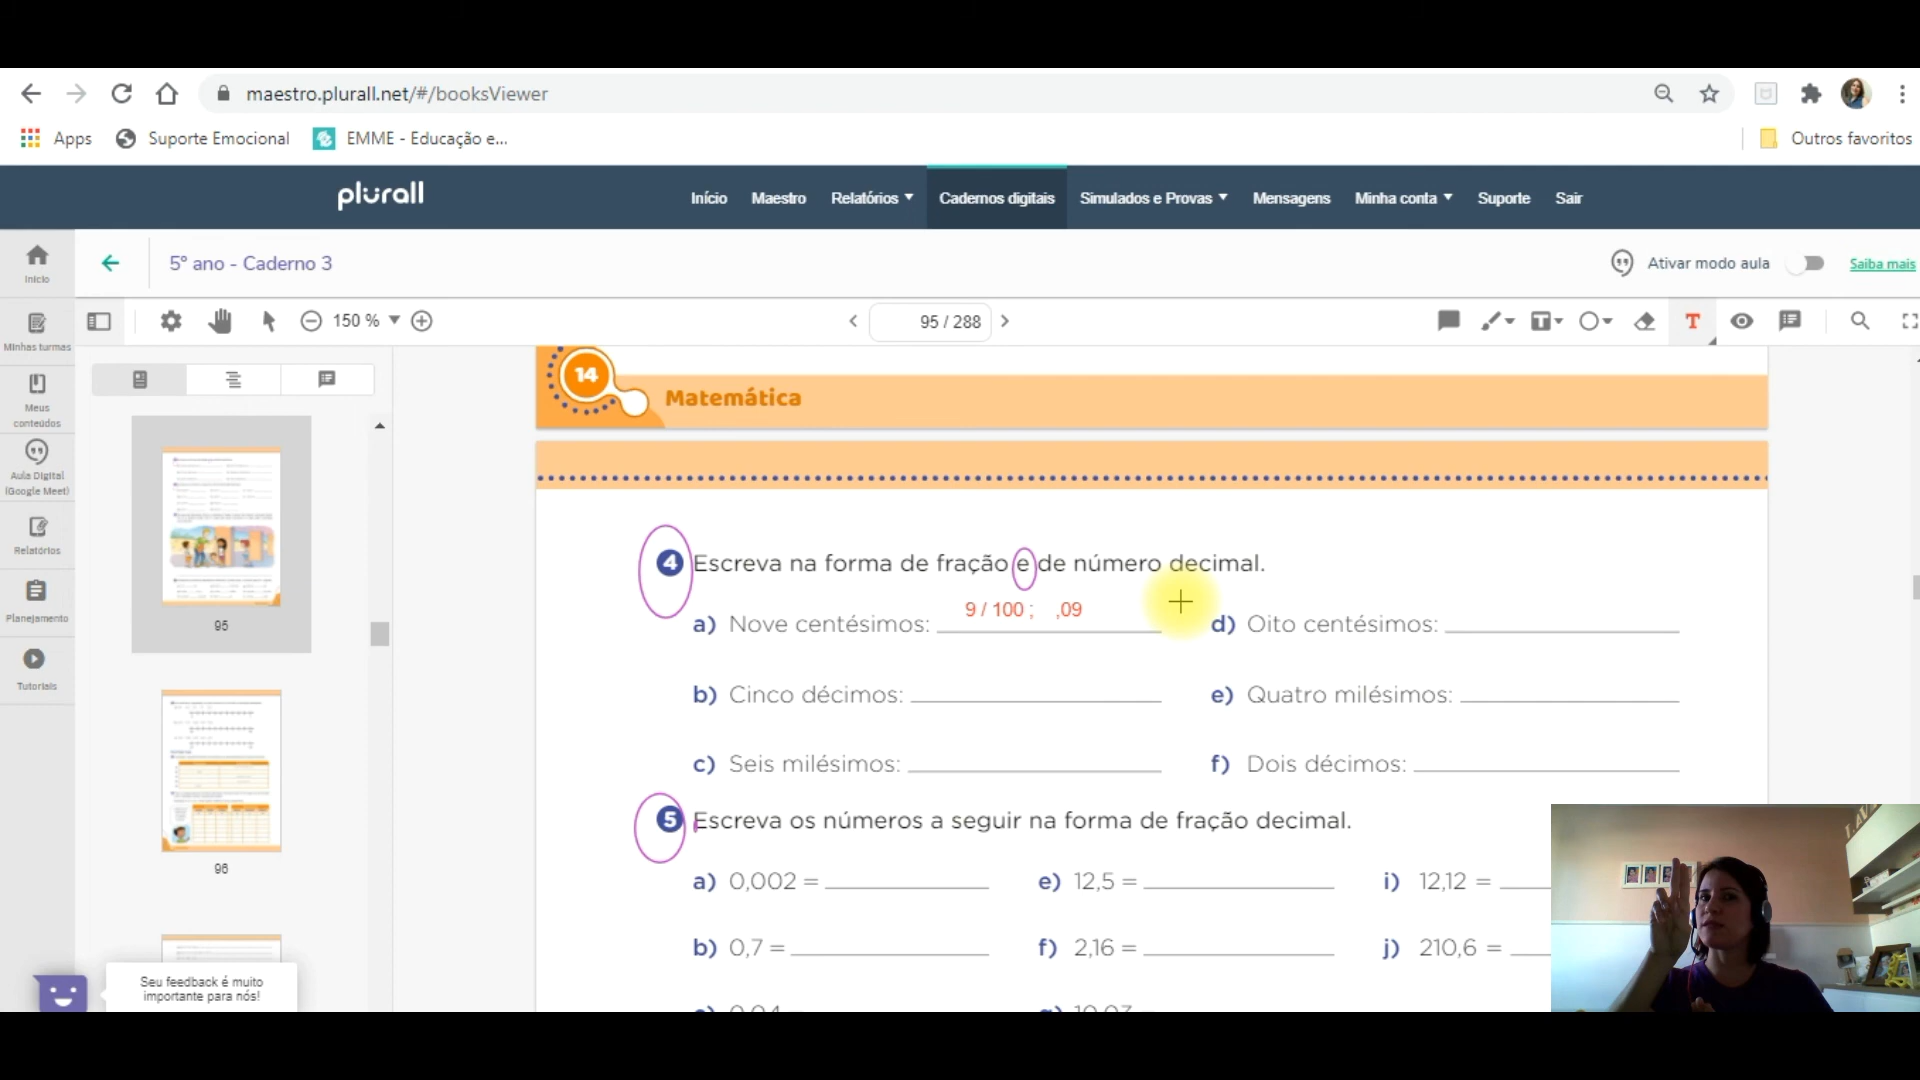 maestro.plurall.net/#/booksViewer
Apps Suporte Emocional EMME - Educação e... Outros favoritos
plurall Início Maestro Relatórios Cadernos digitais Simulados e Provas Mensagens Minha conta Suporte Sair
Início
5º ano - Caderno 3 Ativar modo aula Saiba mais
Minhas turmas
150 % 95 / 288 T
Meus
conteúdos
Aula Digital
(Google Meet)
Relatórios
Planejamento
Tutoriais
95
96
14 Matemática
4 Escreva na forma de fração e de número decimal.
9 / 100 ; ,09
a) Nove centésimos: d) Oito centésimos:
b) Cinco décimos: e) Quatro milésimos:
c) Seis milésimos: f) Dois décimos:
5 Escreva os números a seguir na forma de fração decimal.
a) 0,002 = e) 12,5 = i) 12,12 =
b) 0,7 = f) 2,16 = j) 210,6 =
Seu feedback é muito
importante para nós!